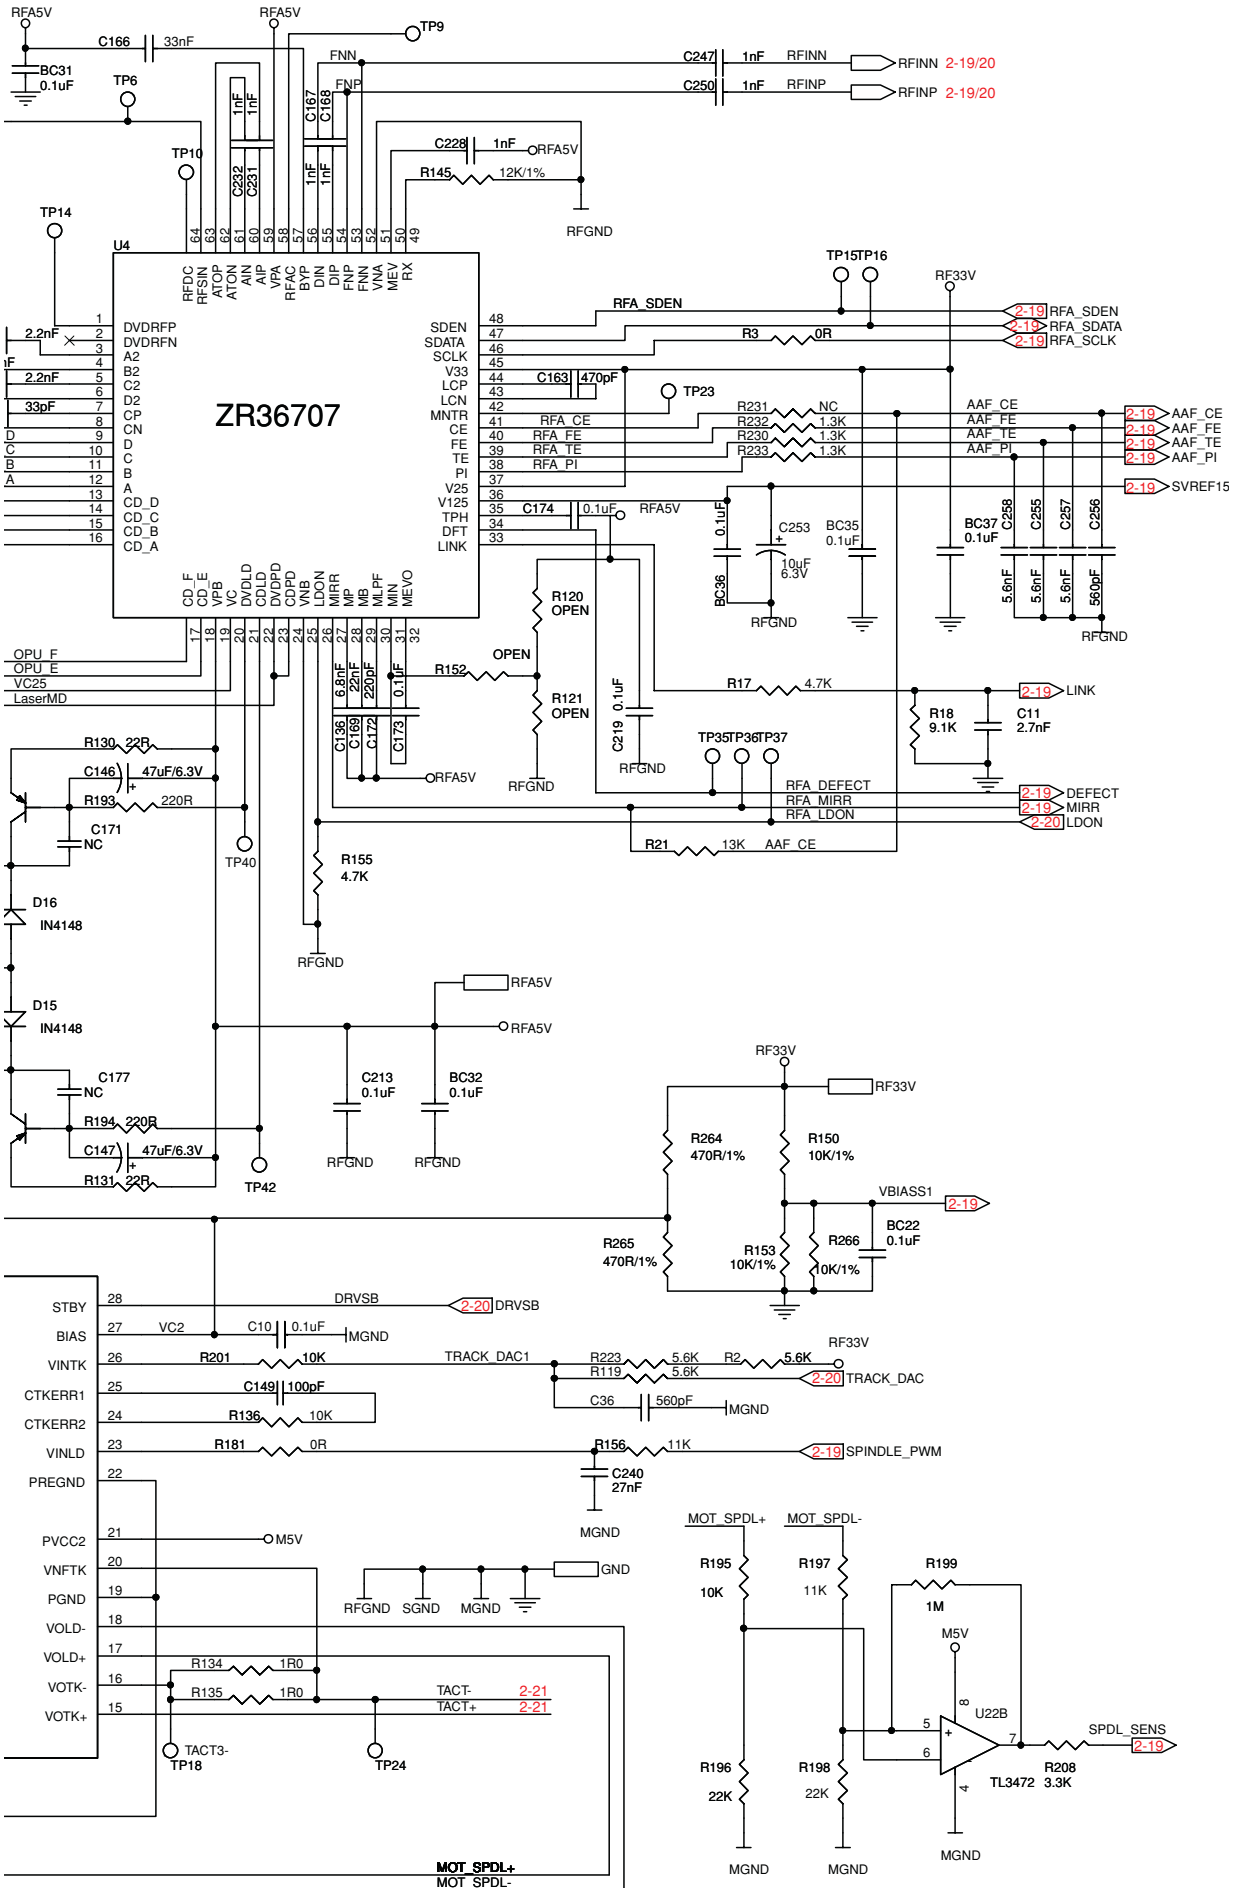 RFA5V
RFA5V
TP9
C166 33nF
FNN
C247 1nF RFINN
RFINN 2-19/20
BC31
0.1uF
TP6
FNP
C250 1nF RFINP
RFINP 2-19/20
1nF
1nF
C167
C168
C232
C231
1nF
1nF
TP10
C228 1nF
RFA5V
R145 12K/1%
RFGND
TP14
U4
64 63 62 61 60 59 58 57 56 55 54 53 52 51 50 49
RFDC RFSIN ATOP ATON AIN AIP VPA RFAC BYP DIN DIP FNP FNN VNA MEV RX
TP15 TP16
RF33V
RFA_SDEN
2-19 RFA_SDEN
2-19 RFA_SDATA
R3 0R
2-19 RFA_SCLK
1 DVDRFP
2.2nF 2 DVDRFN
3 A2
4 B2
2.2nF 5 C2
6 D2
33pF 7 CP
8 CN
D 9 D
C 10 C
B 11 B
A 12 A
13 CD_D
14 CD_C
15 CD_B
16 CD_A
ZR36707
SDEN 48
SDATA 47
SCLK 46
V33 45
LCP 44
LCN 43
MNTR 42
CE 41
FE 40
TE 39
PI 38
V25 37
V125 36
TPH 35
DFT 34
LINK 33
C163 470pF
TP23
RFA_CE
RFA_FE
RFA_TE
RFA_PI
R231 NC AAF_CE
R232 1.3K AAF_FE
R230 1.3K AAF_TE
R233 1.3K AAF_PI
2-19 AAF_CE
2-19 AAF_FE
2-19 AAF_TE
2-19 AAF_PI
2-19 SVREF15
C174 0.1uF
RFA5V
0.1uF
BC36
C253
10uF
6.3V
RFGND
BC35
0.1uF
BC37
0.1uF
C258
C255
C257
C256
5.6nF
5.6nF
5.6nF
560pF
RFGND
CD_F CD_E VPB VC DVDLD CDLD DVDPD CDPD VNB LDON MIRR MP MB MLPF MIN MEVO
17 18 19 20 21 22 23 24 25 26 27 28 29 30 31 32
OPU_F
OPU_E
VC25
LaserMD
6.8nF
22nF
220pF
0.1uF
C136
C169
C172
C173
RFA5V
R120
OPEN
OPEN
R152
R121
OPEN
RFGND
C219 0.1uF
RFGND
R17 4.7K
2-19 LINK
R18
9.1K
C11
2.7nF
TP35 TP36 TP37
RFA_DEFECT
RFA_MIRR
RFA_LDON
2-19 DEFECT
2-19 MIRR
2-20 LDON
R21 13K AAF_CE
R130 22R
C146 47uF/6.3V
+
R193 220R
C171
NC
TP40
R155
4.7K
RFGND
D16
IN4148
D15
IN4148
RFA5V
RFA5V
C177
NC
R194 220R
C147 47uF/6.3V
+
R131 22R
TP42
C213
0.1uF
RFGND
BC32
0.1uF
RFGND
RF33V
RF33V
R264
470R/1%
R150
10K/1%
VBIASS1
2-19
R265
470R/1%
R153
10K/1%
R266
10K/1%
BC22
0.1uF
STBY 28 DRVSB 2-20 DRVSB
BIAS 27 VC2 C10 0.1uF MGND
VINTK 26 R201 10K TRACK_DAC1
CTKERR1 25 C149 100pF
CTKERR2 24 R136 10K
VINLD 23 R181 0R
PREGND 22
PVCC2 21 M5V
VNFTK 20
PGND 19
VOLD- 18
VOLD+ 17
VOTK- 16
VOTK+ 15
R223 5.6K R2 5.6K
RF33V
R119 5.6K
2-20 TRACK_DAC
C36 560pF MGND
R156 11K
2-19 SPINDLE_PWM
C240
27nF
MGND
GND
RFGND SGND MGND
R134 1R0
R135 1R0
TACT- 2-21
TACT+ 2-21
TACT3-
TP18
TP24
MOT_SPDL+ MOT_SPDL-
R195
10K
R197
11K
R199
1M
M5V
8
U22B
5
+
6
-
7
4
TL3472
R208
3.3K
SPDL_SENS
2-19
R196
22K
R198
22K
MGND
MGND
MGND
MOT_SPDL+
MOT_SPDL-